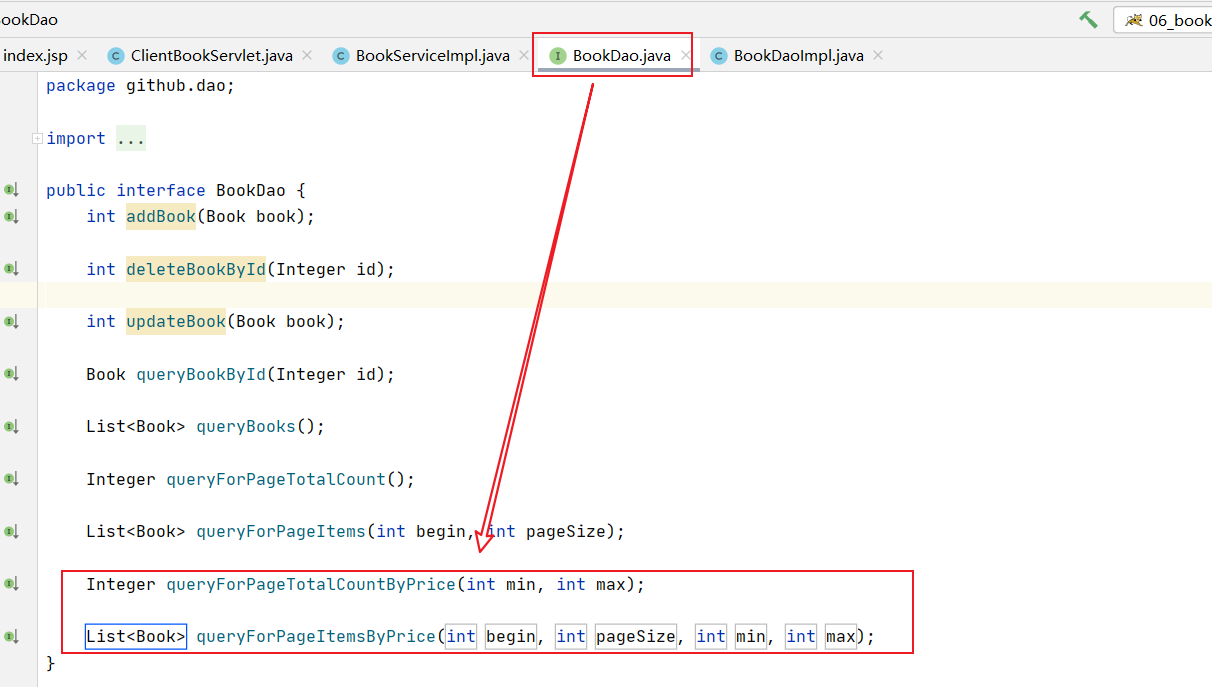 ookDao
06_book
index.jsp ClientBookServlet.java BookServiceImpl.java BookDao.java BookDaoImpl.java
package github.dao;
import ...
public interface BookDao {
int addBook(Book book);
int deleteBookById(Integer id);
int updateBook(Book book);
Book queryBookById(Integer id);
List<Book> queryBooks();
Integer queryForPageTotalCount();
List<Book> queryForPageItems(int begin, int pageSize);
Integer queryForPageTotalCountByPrice(int min, int max);
List<Book> queryForPageItemsByPrice(int begin, int pageSize, int min, int max);
}